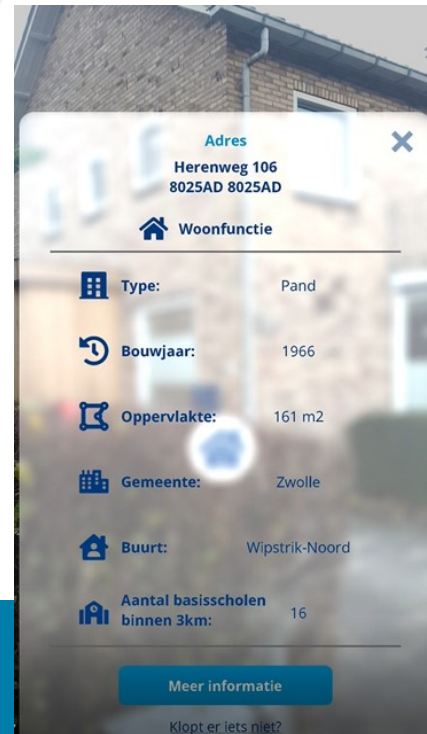 Adres
Herenweg 106
8025AD 8025AD
Woonfunctie
Type: Pand
Bouwjaar: 1966
Oppervlakte: 161 m2
Gemeente: Zwolle
Buurt: Wipstrik-Noord
Aantal basisscholen
binnen 3km: 16
Meer informatie
Klopt er iets niet?